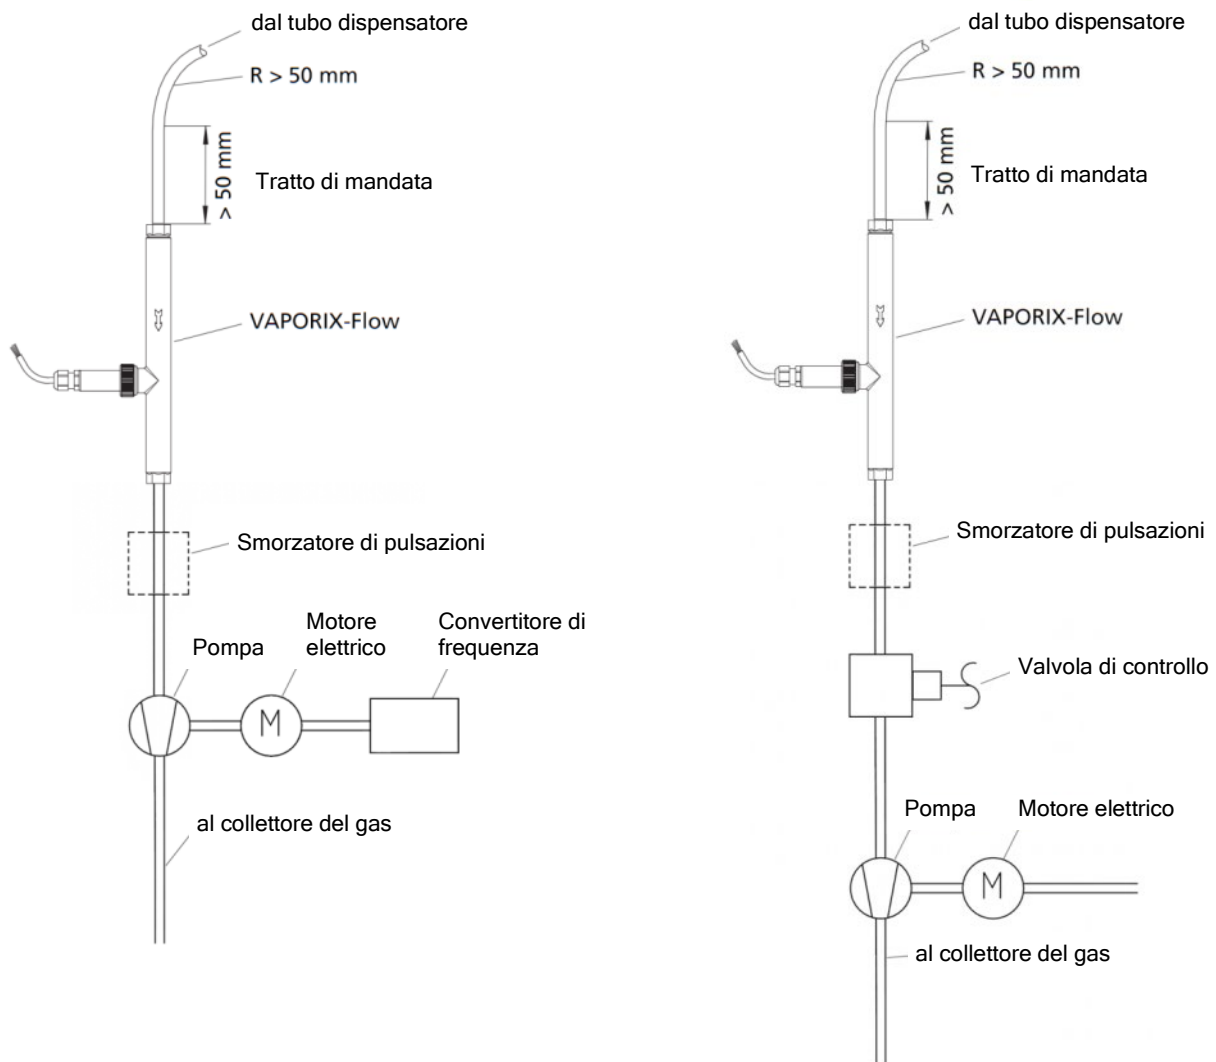 dal tubo dispensatore
R > 50 mm
> 50 mm
Tratto di mandata
VAPORIX-Flow
Smorzatore di pulsazioni
Pompa
Motore
elettrico
Convertitore di
frequenza
M
al collettore del gas
dal tubo dispensatore
R > 50 mm
> 50 mm
Tratto di mandata
VAPORIX-Flow
Smorzatore di pulsazioni
Valvola di controllo
Pompa
Motore elettrico
M
al collettore del gas